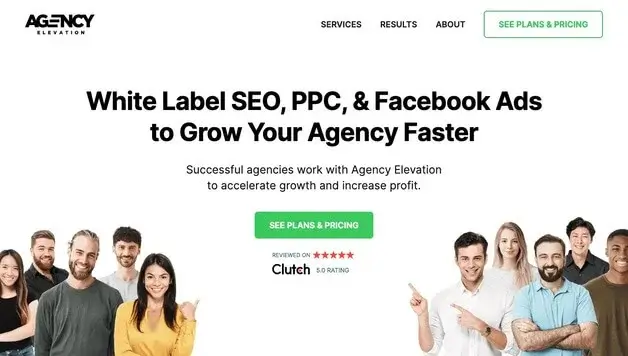 AGENCY
ELEVATION
SERVICES
RESULTS
ABOUT
SEE PLANS & PRICING
White Label SEO, PPC, & Facebook Ads
to Grow Your Agency Faster
Successful agencies work with Agency Elevation
to accelerate growth and increase profit.
SEE PLANS & PRICING
REVIEWED ON
Clutch
5.0 RATING